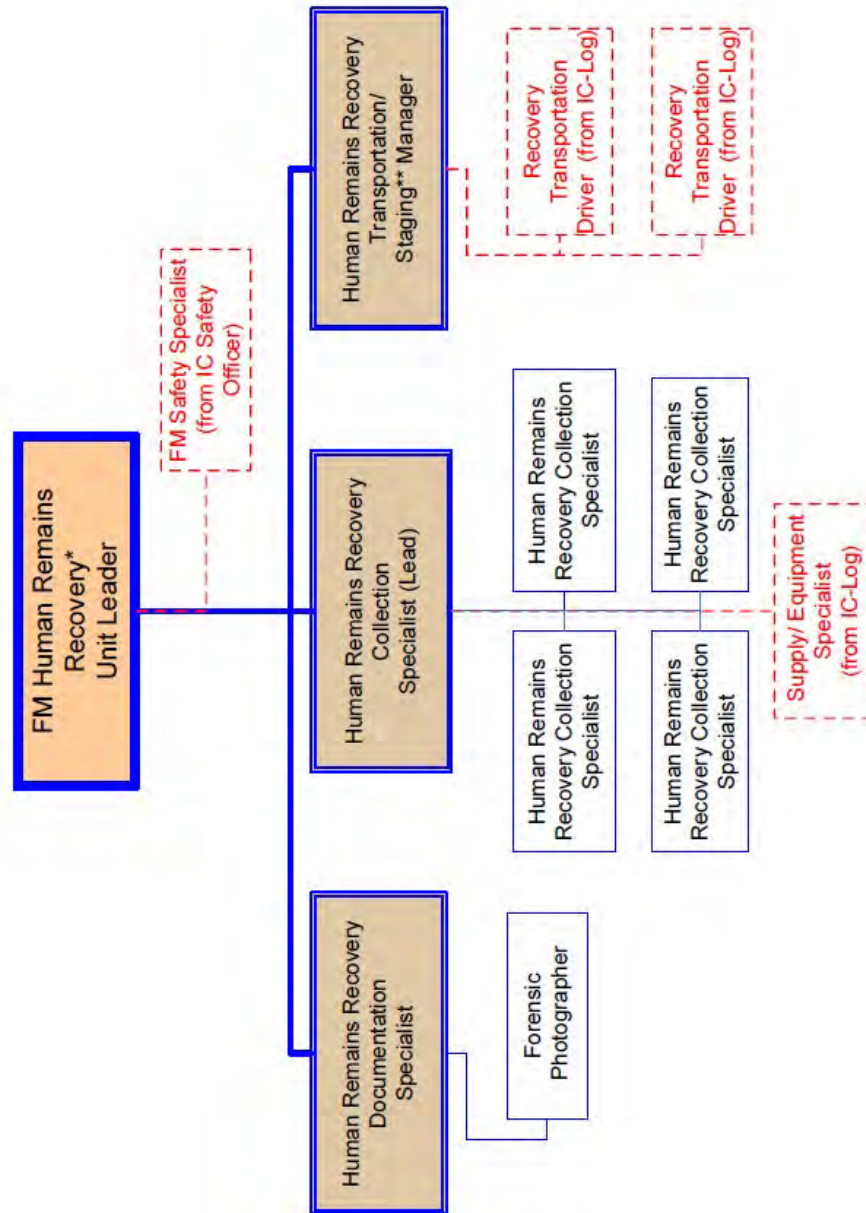 FM Human Remains
Recovery*
Unit Leader
FM Safety Specialist
(from IC Safety
Officer)
Human Remains Recovery
Documentation
Specialist
Human Remains Recovery
Collection
Specialist (Lead)
Human Remains Recovery
Transportation/
Staging** Manager
Forensic
Photographer
Human Remains
Recovery Collection
Specialist
Human Remains
Recovery Collection
Specialist
Recovery
Transportation
Driver (from IC-Log)
Human Remains
Recovery Collection
Specialist
Human Remains
Recovery Collection
Specialist
Recovery
Transportation
Driver (from IC-Log)
Supply/ Equipment
Specialist
(from IC-Log)